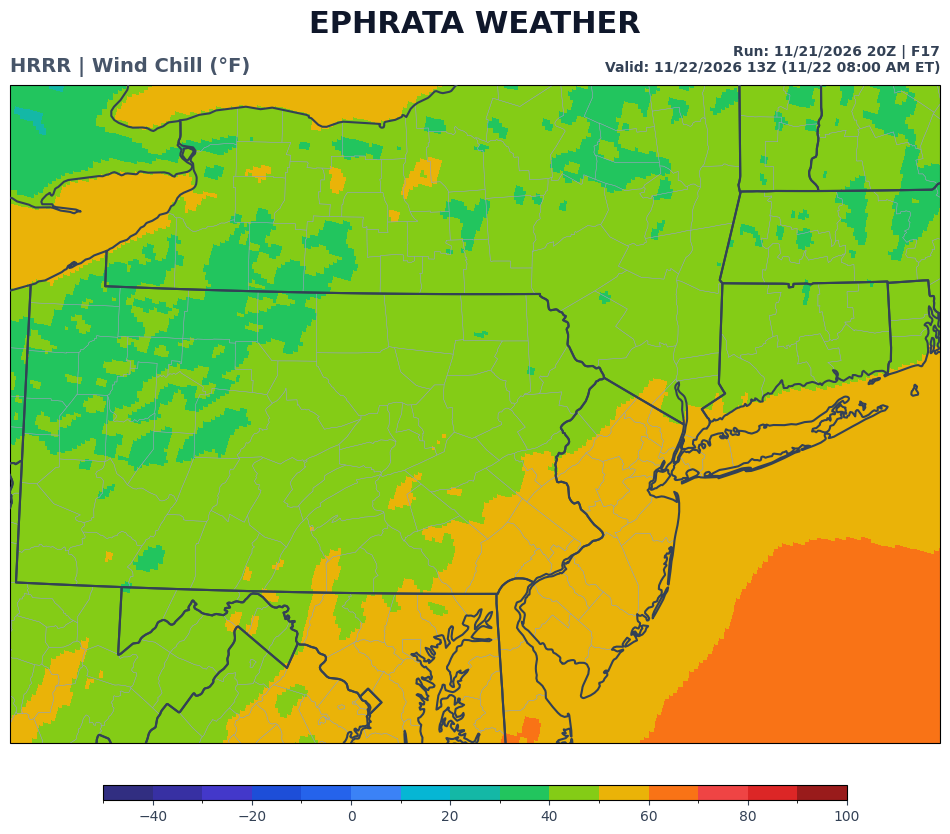 EPHRATA WEATHER
HRRR | Wind Chill (°F)
Run: 11/21/2026 20Z | F17
Valid: 11/22/2026 13Z (11/22 08:00 AM ET)
−40 −20 0 20 40 60 80 100